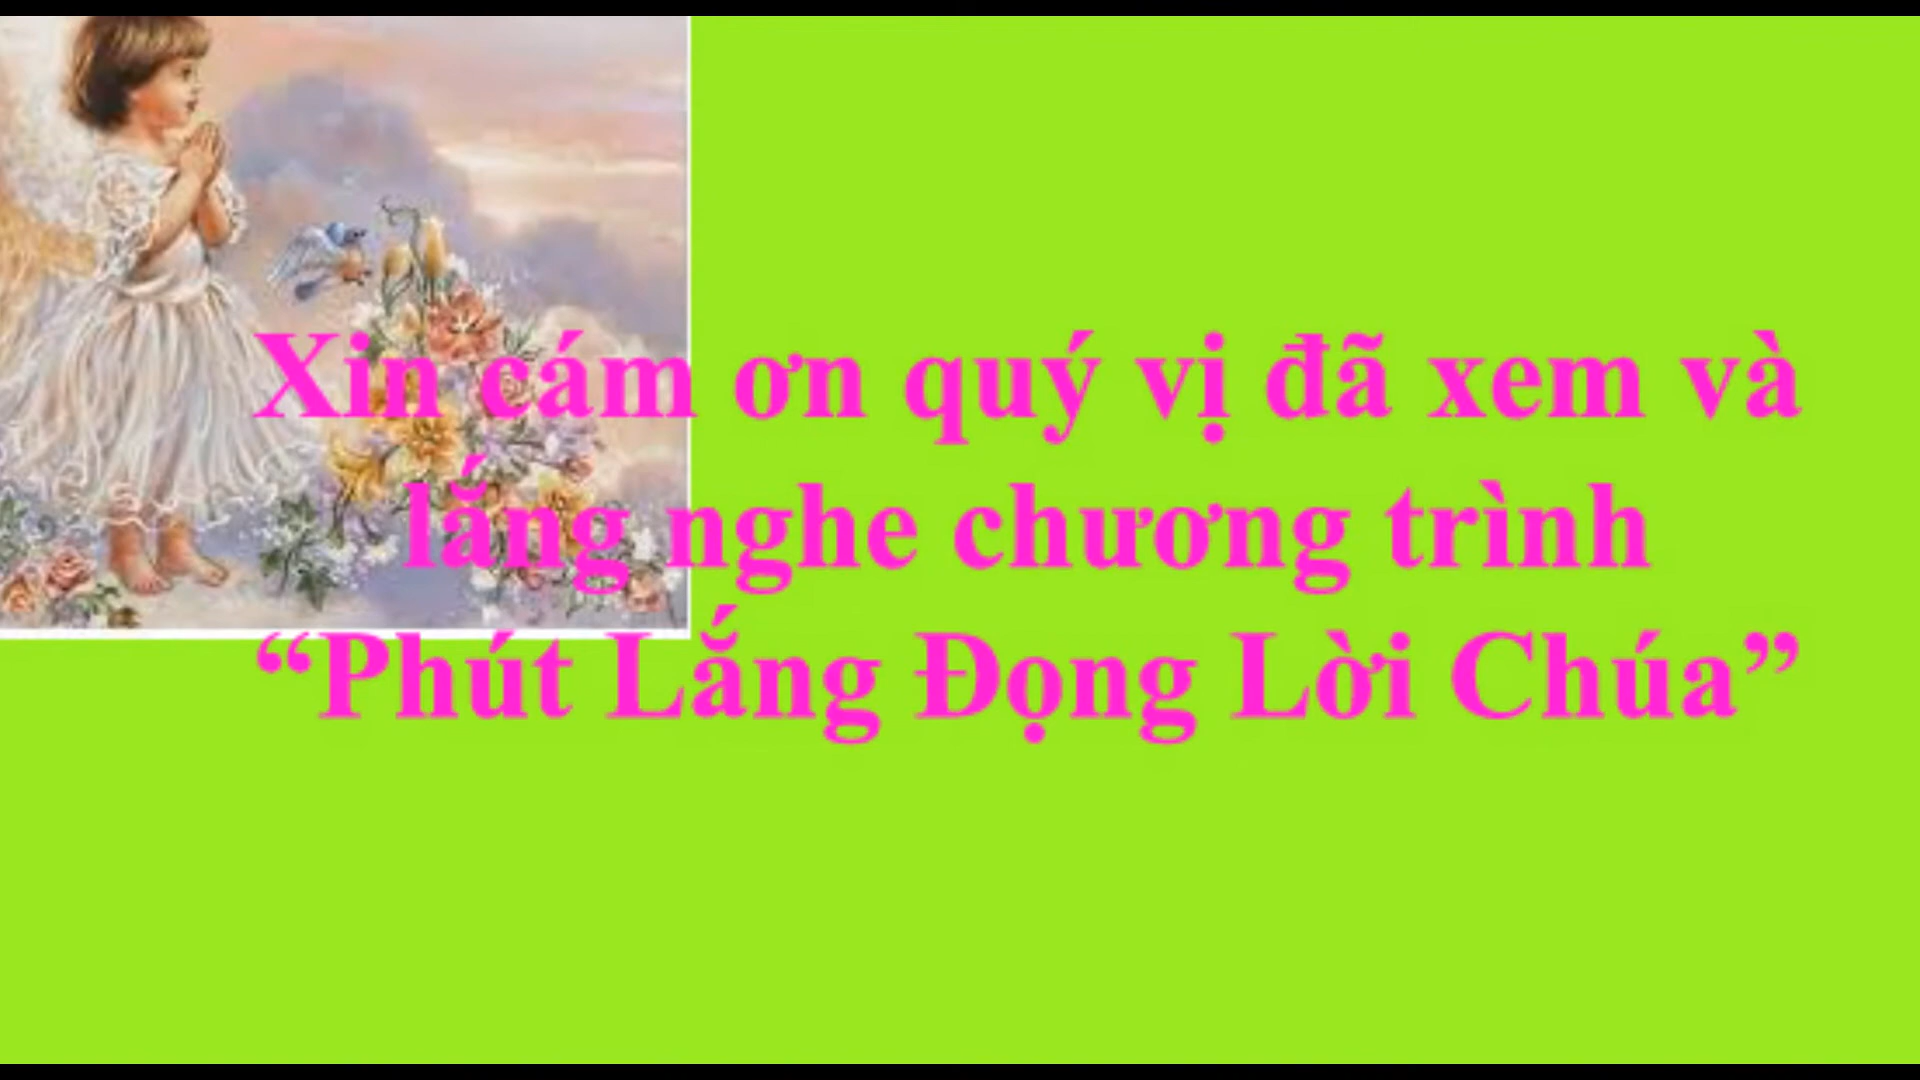 Xin cám ơn quý vị đã xem và
lắng nghe chương trình
“Phút Lắng Đọng Lời Chúa”